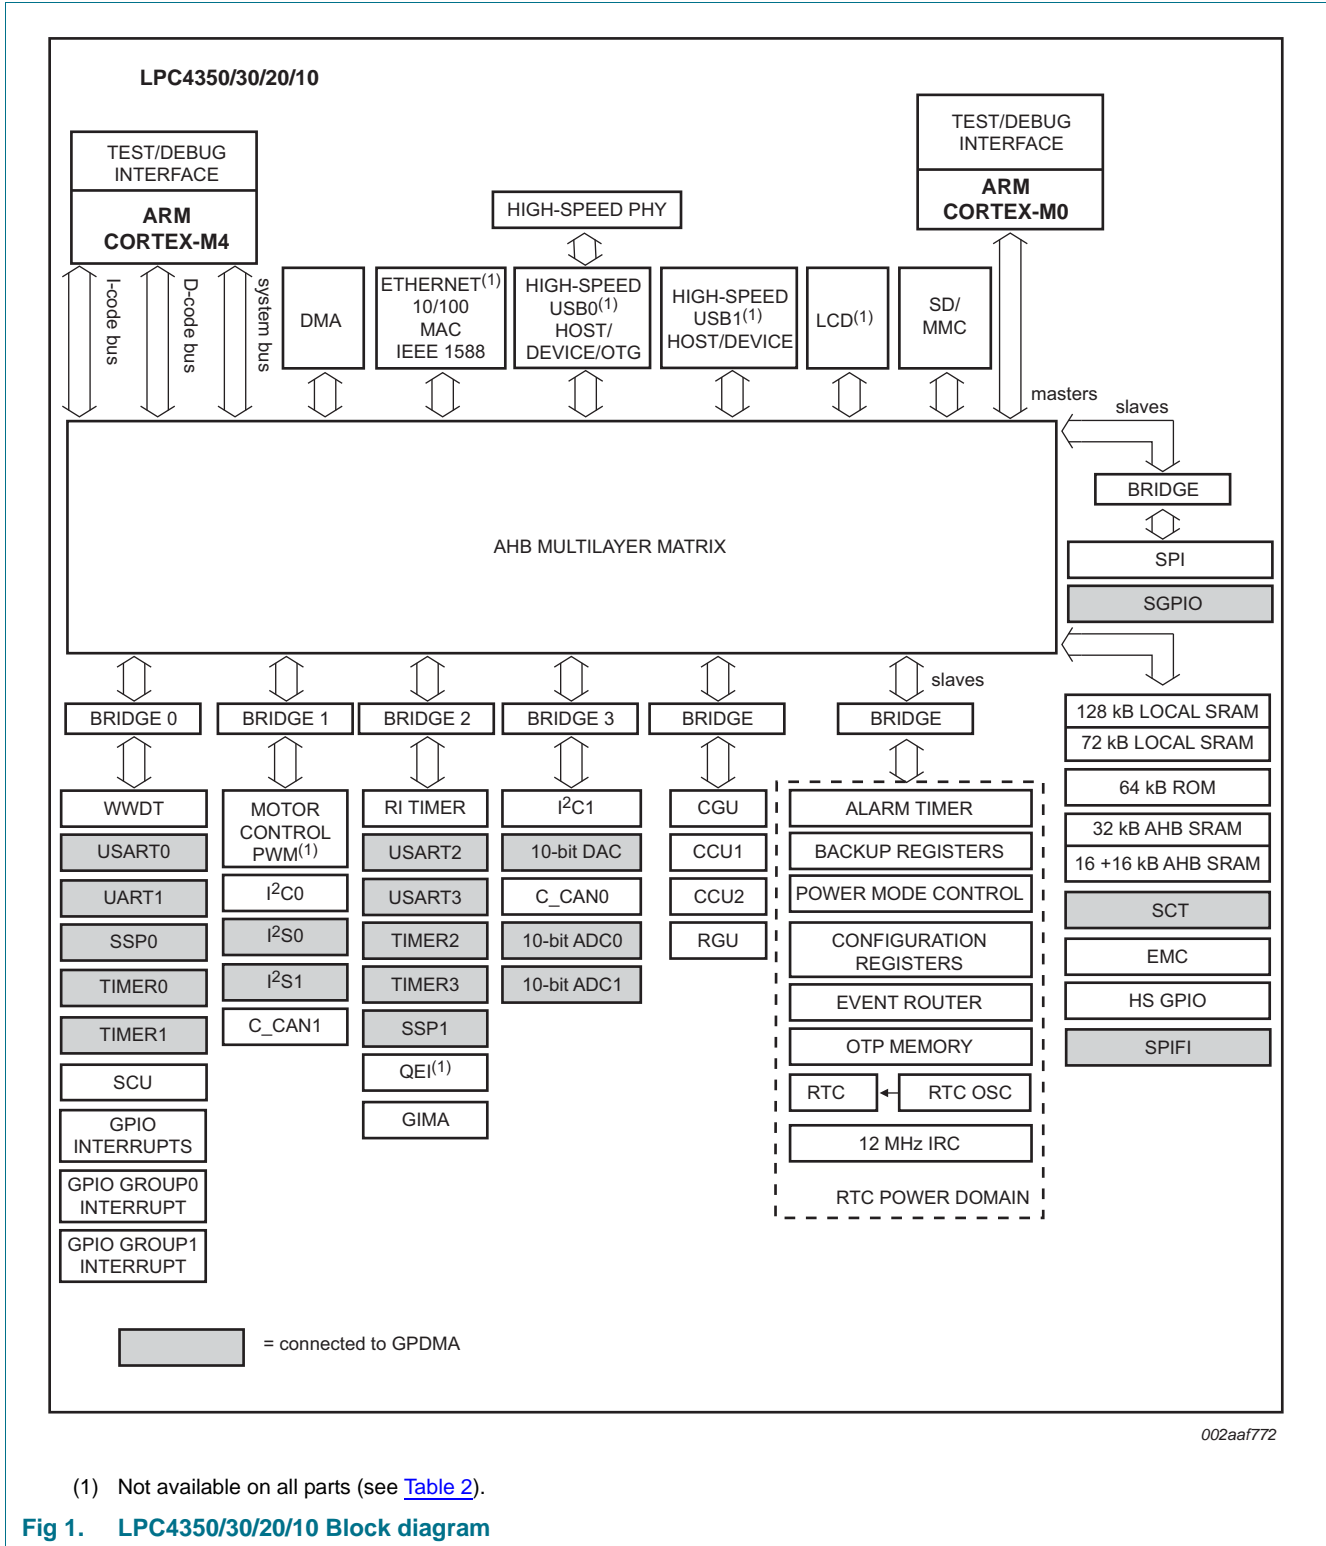 LPC4350/30/20/10
TEST/DEBUG
INTERFACE
ARM
CORTEX-M4
TEST/DEBUG
INTERFACE
ARM
CORTEX-M0
HIGH-SPEED PHY
I-code bus
D-code bus
system bus
DMA
ETHERNET(1)
10/100
MAC
IEEE 1588
HIGH-SPEED
USB0(1)
HOST/
DEVICE/OTG
HIGH-SPEED
USB1(1)
HOST/DEVICE
LCD(1)
SD/
MMC
masters
slaves
BRIDGE
SPI
SGPIO
AHB MULTILAYER MATRIX
slaves
BRIDGE 0
BRIDGE 1
BRIDGE 2
BRIDGE 3
BRIDGE
BRIDGE
WWDT
USART0
UART1
SSP0
TIMER0
TIMER1
SCU
GPIO
INTERRUPTS
GPIO GROUP0
INTERRUPT
GPIO GROUP1
INTERRUPT
MOTOR
CONTROL
PWM(1)
I2C0
I2S0
I2S1
C_CAN1
RI TIMER
USART2
USART3
TIMER2
TIMER3
SSP1
QEI(1)
GIMA
I2C1
10-bit DAC
C_CAN0
10-bit ADC0
10-bit ADC1
CGU
CCU1
CCU2
RGU
ALARM TIMER
BACKUP REGISTERS
POWER MODE CONTROL
CONFIGURATION
REGISTERS
EVENT ROUTER
OTP MEMORY
RTC
RTC OSC
12 MHz IRC
RTC POWER DOMAIN
128 kB LOCAL SRAM
72 kB LOCAL SRAM
64 kB ROM
32 kB AHB SRAM
16 +16 kB AHB SRAM
SCT
EMC
HS GPIO
SPIFI
= connected to GPDMA
002aaf772
(1) Not available on all parts (see Table 2).
Fig 1. LPC4350/30/20/10 Block diagram